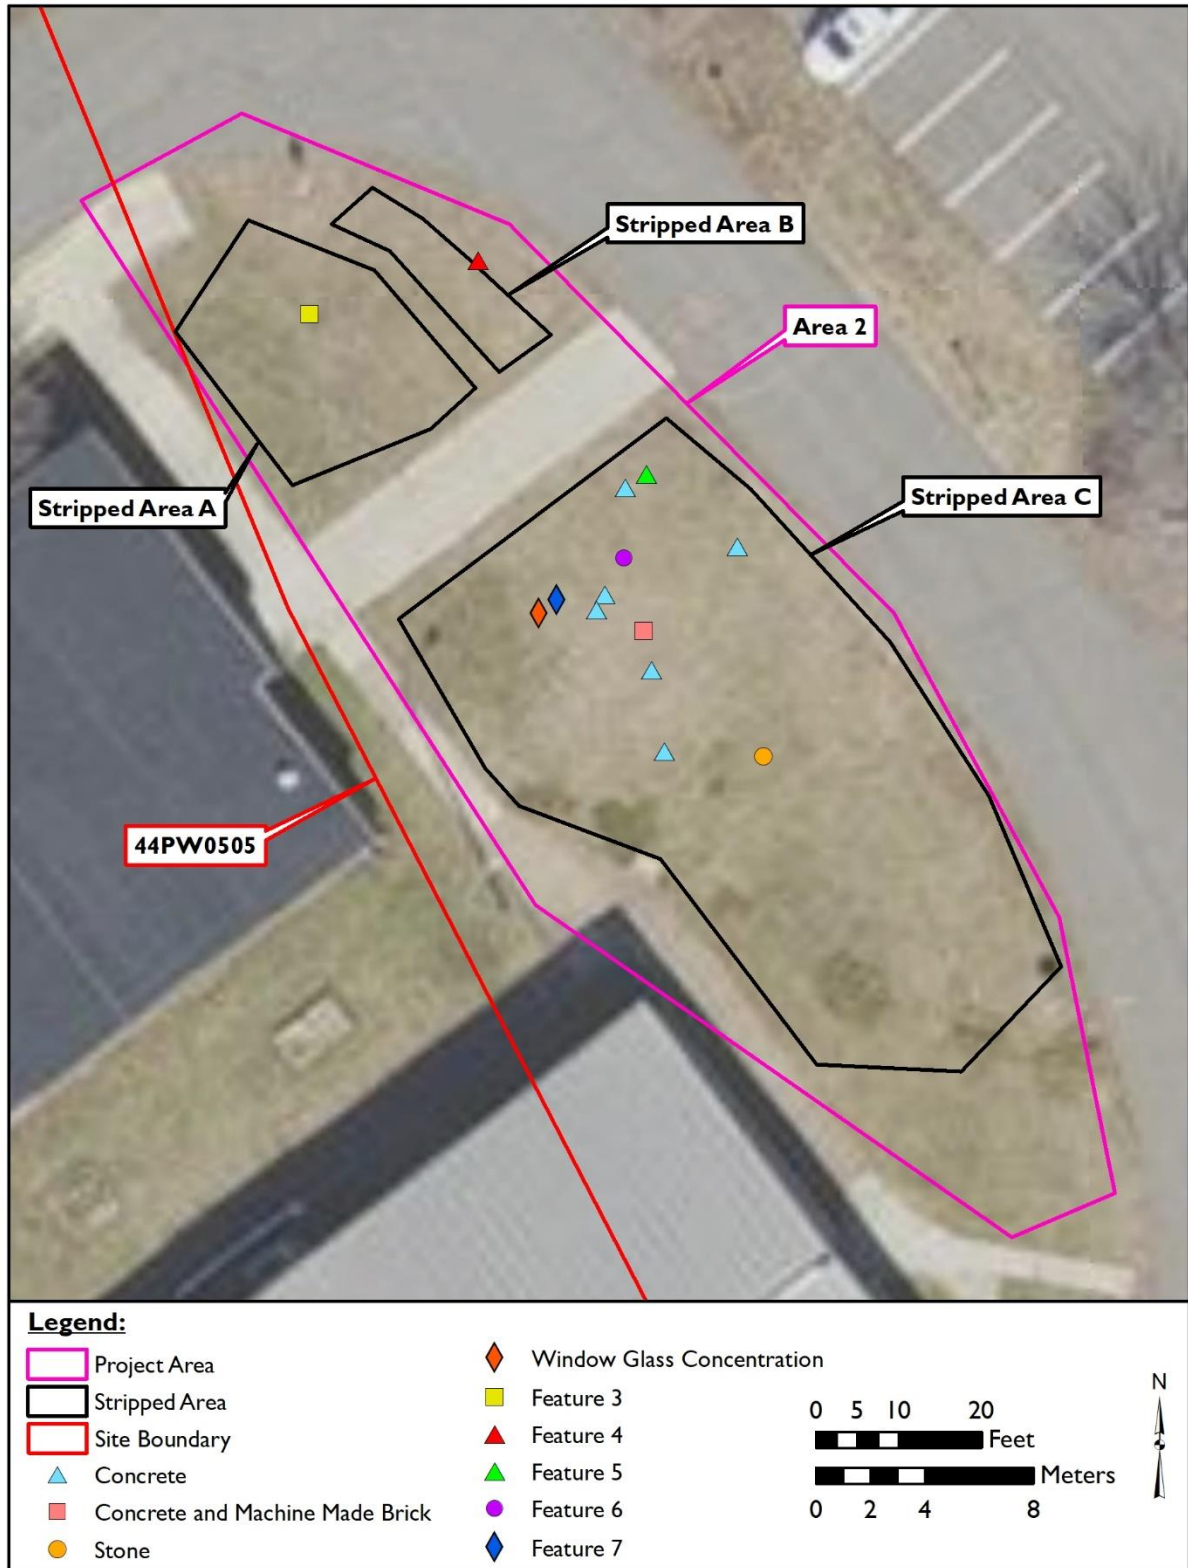 Stripped Area B
Area 2
Stripped Area A
Stripped Area C
44PW0505
Legend:
Project Area
Stripped Area
Site Boundary
Concrete
Concrete and Machine Made Brick
Stone
Window Glass Concentration
Feature 3
Feature 4
Feature 5
Feature 6
Feature 7
0 5 10 20
Feet
Meters
0 2 4 8
N